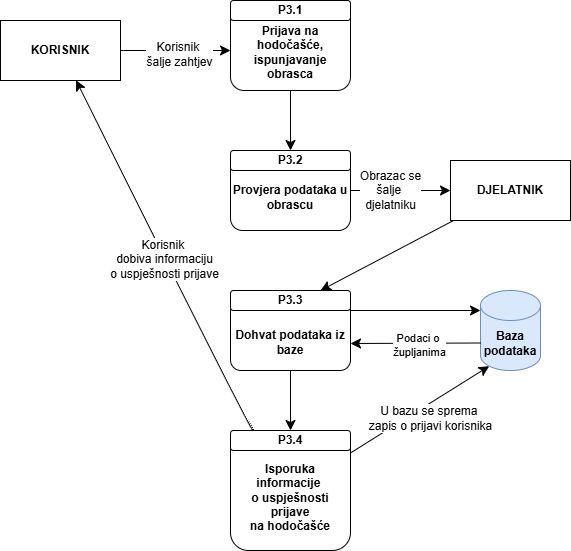 P3.1
Prijava na
hodočašće,
ispunjavanje
obrasca
KORISNIK
Korisnik
šalje zahtjev
P3.2
Provjera podataka u
obrascu
Obrazac se
šalje
djelatniku
DJELATNIK
Korisnik
dobiva informaciju
o uspješnosti prijave
P3.3
Dohvat podataka iz
baze
Podaci o
župljanima
Baza
podataka
U bazu se sprema
zapis o prijavi korisnika
P3.4
Isporuka
informacije
o uspješnosti
prijave
na hodočašće